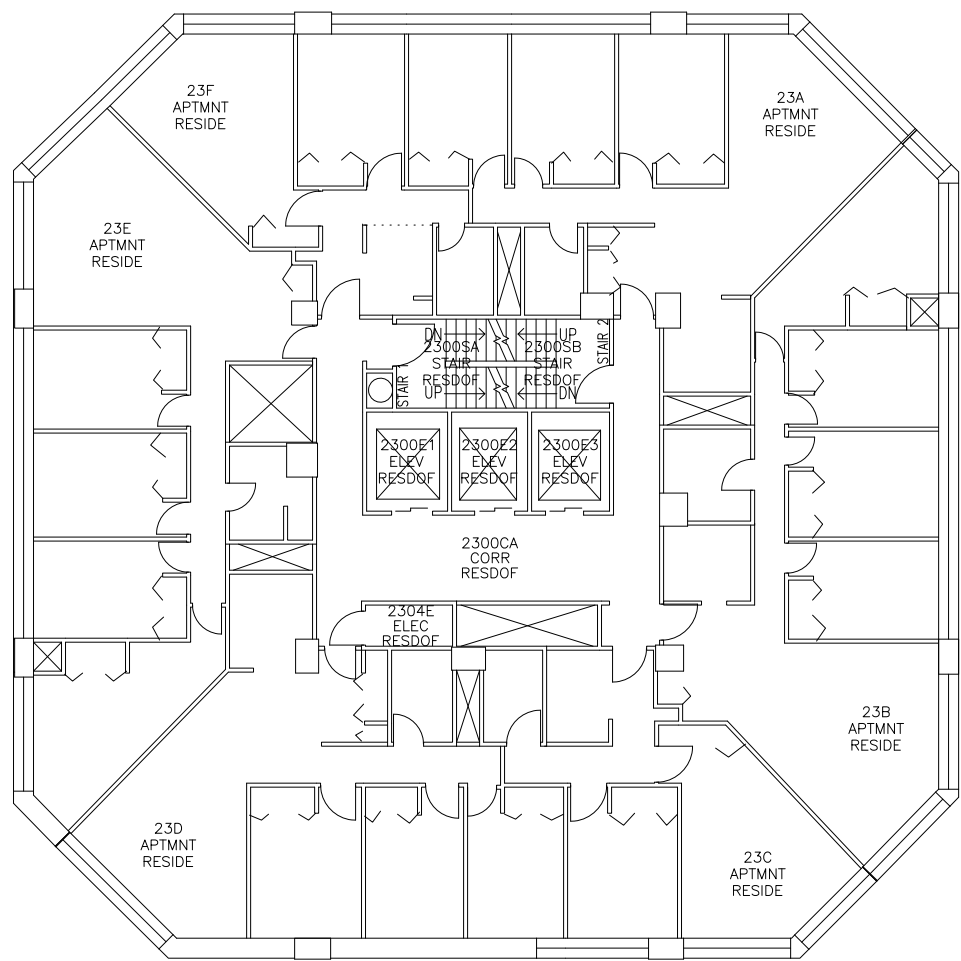 23F
APTMNT
RESIDE
23A
APTMNT
RESIDE
23E
APTMNT
RESIDE
DN
UP
2300SA
STAIR
RESDOF
2300SB
STAIR
RESDOF
STAIR 2
STAIR
UP
DN
2300E1
ELEV
RESDOF
2300E2
ELEV
RESDOF
2300E3
ELEV
RESDOF
2300CA
CORR
RESDOF
2304E
ELEC
RESDOF
23B
APTMNT
RESIDE
23D
APTMNT
RESIDE
23C
APTMNT
RESIDE